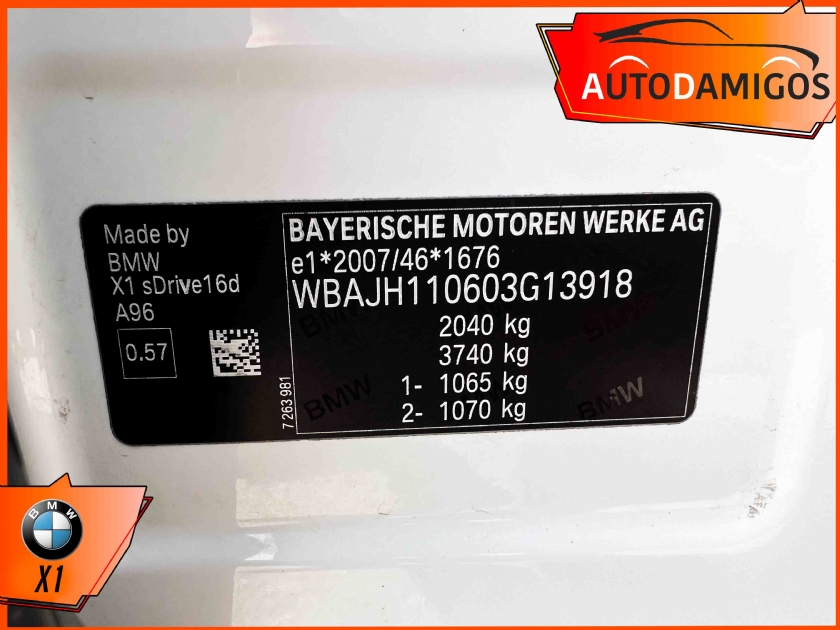 AUTODAMIGOS
Made by
BMW
X1 sDrive16d
A96
0.57
7 263 981
BAYERISCHE MOTOREN WERKE AG
e1*2007/46*1676
WBAJH110603G13918
2040 kg
3740 kg
1- 1065 kg
2- 1070 kg
BMW
BMW
BMW
X1